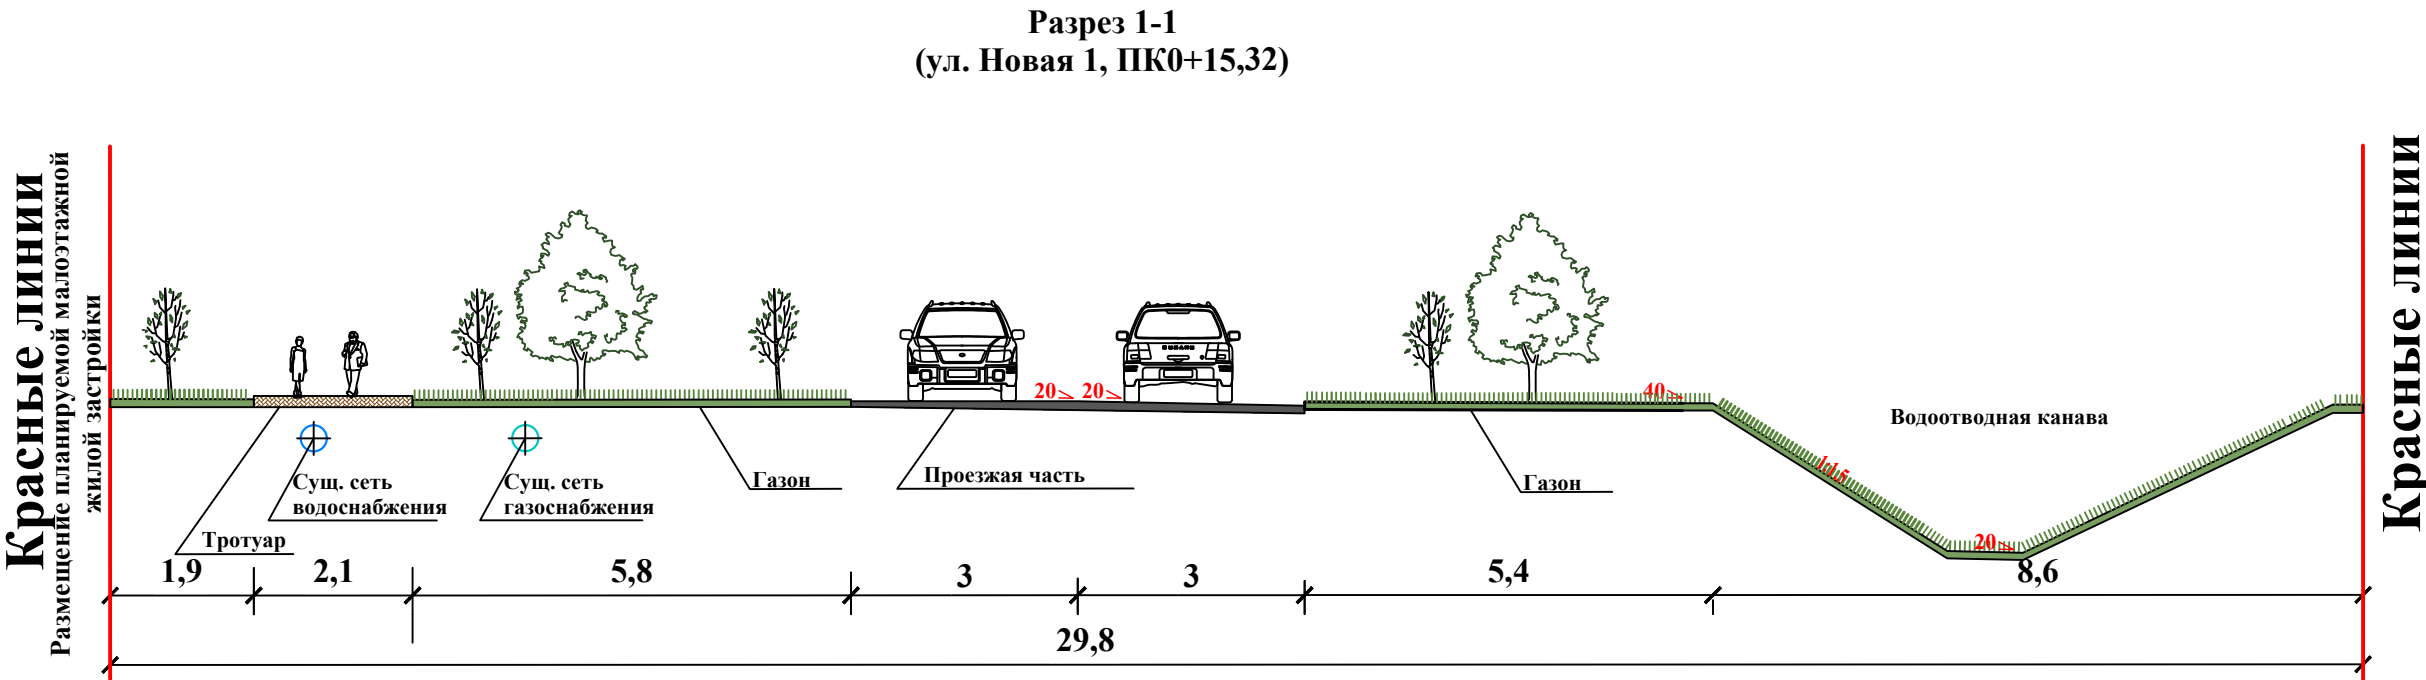 Разрез 1-1
(ул. Новая 1, ПК0+15,32)
Красные линии
Размещение планируемой малоэтажной
жилой застройки
Красные линии
20 20
40
Водоотводная канава
1:1,5
20
Сущ. сеть
водоснабжения
Сущ. сеть
газоснабжения
Газон
Проезжая часть
Газон
Тротуар
1,9 2,1 5,8 3 3 5,4 8,6
29,8